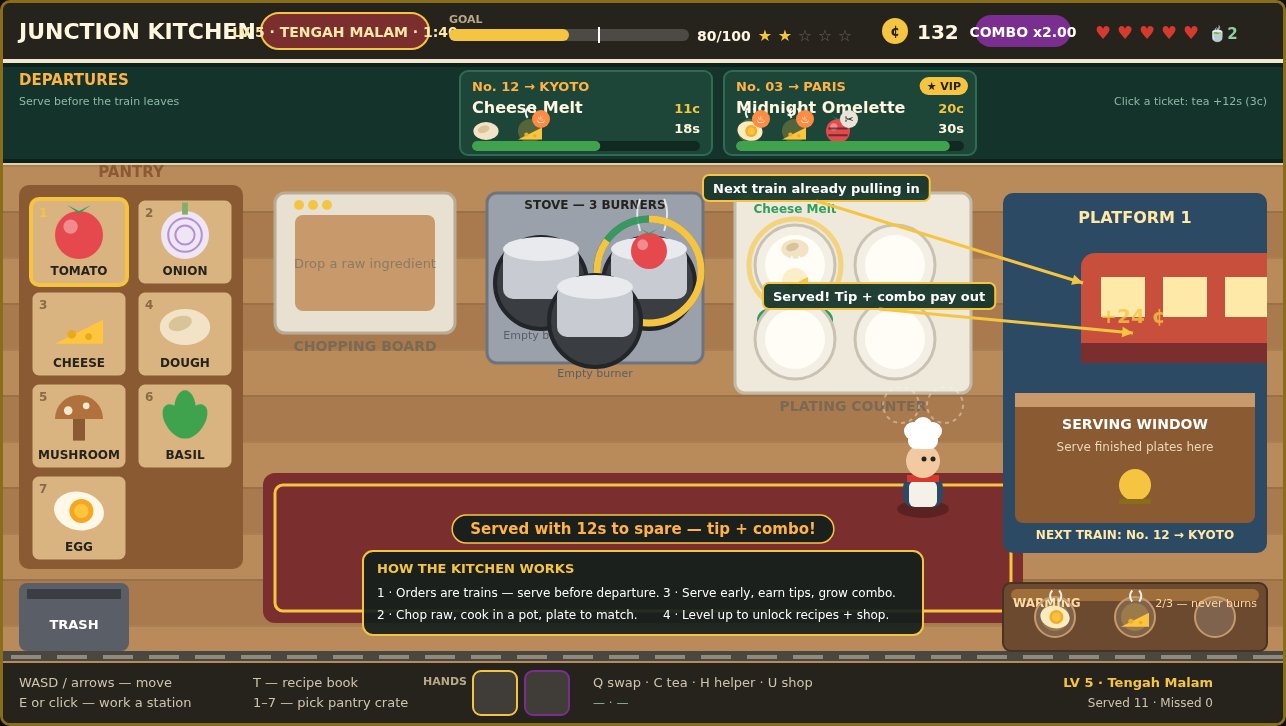 JUNCTION KITCHEN
LV 5 · TENGAH MALAM · 1:4
GOAL
80/100 ★ ★ ☆ ☆ ☆
¢ 132
COMBO x2.00
♥ ♥ ♥ ♥ ♥
2
DEPARTURES
Serve before the train leaves
No. 12 → KYOTO
Cheese Melt
11c
18s
No. 03 → PARIS
★ VIP
Midnight Omelette
20c
30s
Click a ticket: tea +12s (3c)
PANTRY
1
TOMATO
2
ONION
3
CHEESE
4
DOUGH
5
MUSHROOM
6
BASIL
7
EGG
TRASH
Drop a raw ingredient
CHOPPING BOARD
STOVE — 3 BURNERS
Empty b
Empty burner
Next train already pulling in
Cheese Melt
Served! Tip + combo pay out
PLATING COUNTER
PLATFORM 1
+24 ¢
SERVING WINDOW
Serve finished plates here
NEXT TRAIN: No. 12 → KYOTO
Served with 12s to spare — tip + combo!
HOW THE KITCHEN WORKS
1 · Orders are trains — serve before departure.
3 · Serve early, earn tips, grow combo.
2 · Chop raw, cook in a pot, plate to match.
4 · Level up to unlock recipes + shop.
WARMING
2/3 — never burns
WASD / arrows — move
E or click — work a station
T — recipe book
1–7 — pick pantry crate
HANDS
Q swap · C tea · H helper · U shop
— · —
LV 5 · Tengah Malam
Served 11 · Missed 0